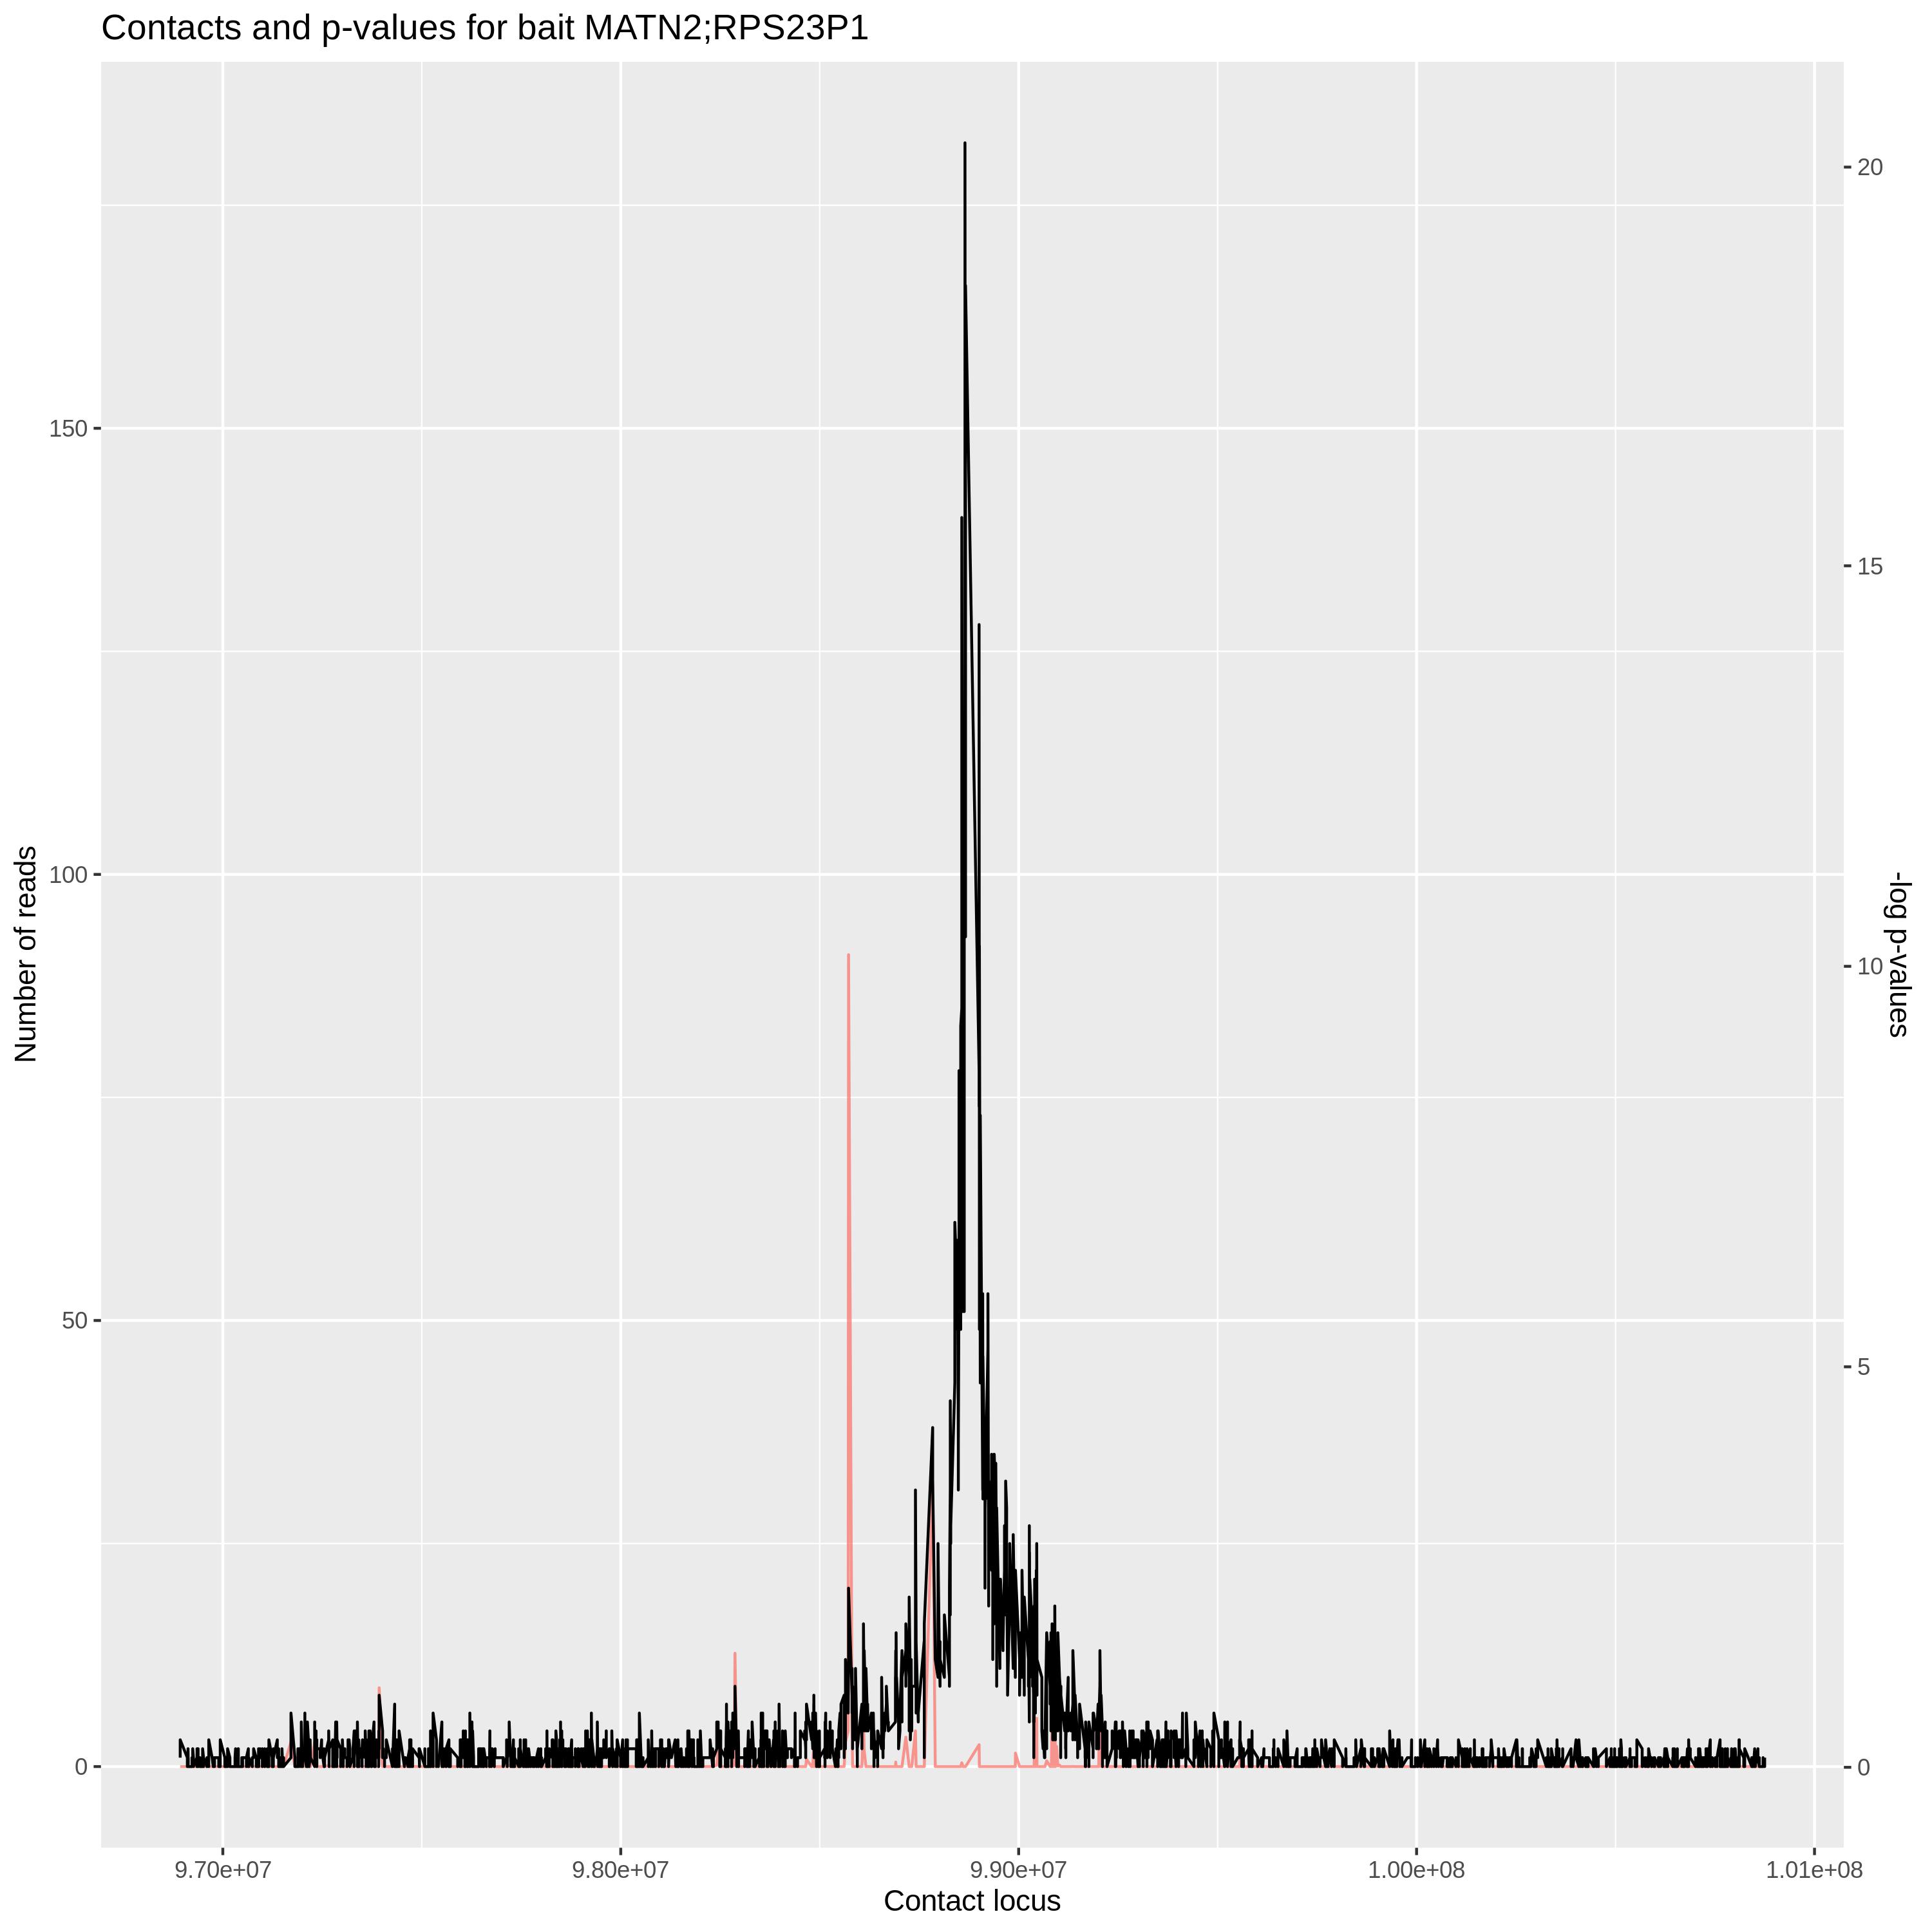 Contacts and p-values for bait MATN2;RPS23P1
Number of reads
150
100
50
0
20
15
10
5
0
-log p-values
9.70e+07
9.80e+07
9.90e+07
1.00e+08
1.01e+08
Contact locus